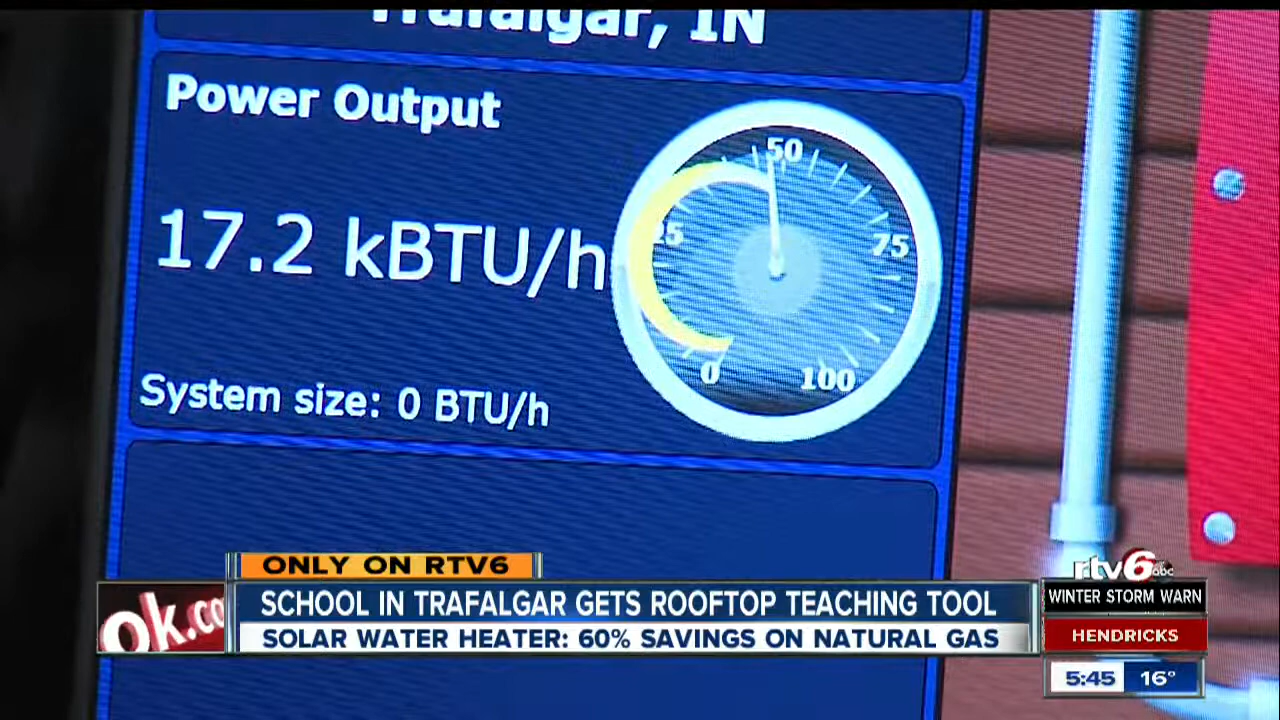 Trafalgar, IN
Power Output
17.2 kBTU/h
50
25
75
0
100
System size: 0 BTU/h
ONLY ON RTV6
SCHOOL IN TRAFALGAR GETS ROOFTOP TEACHING TOOL
SOLAR WATER HEATER: 60% SAVINGS ON NATURAL GAS
ok.co
rtv6 abc
WINTER STORM WARN
HENDRICKS
5:45 16°